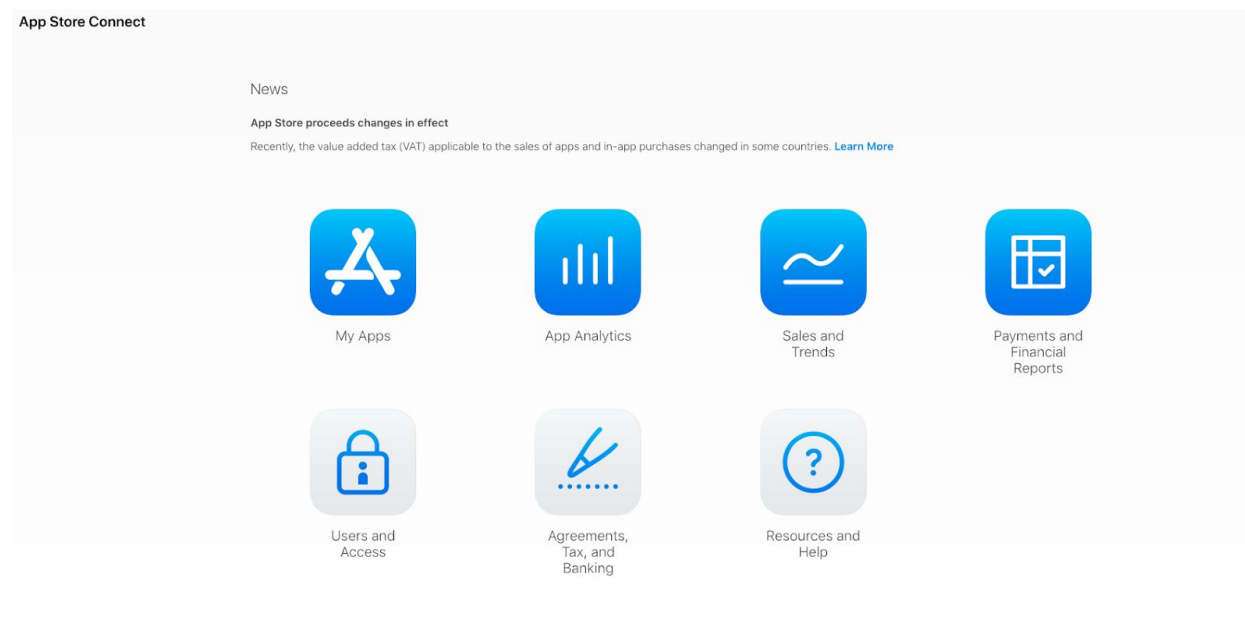 App Store Connect
News
App Store proceeds changes in effect
Recently, the value added tax (VAT) applicable to the sales of apps and in-app purchases changed in some countries. Learn More
My Apps
App Analytics
Sales and
Trends
Payments and
Financial
Reports
Users and
Access
Agreements,
Tax, and
Banking
?
Resources and
Help